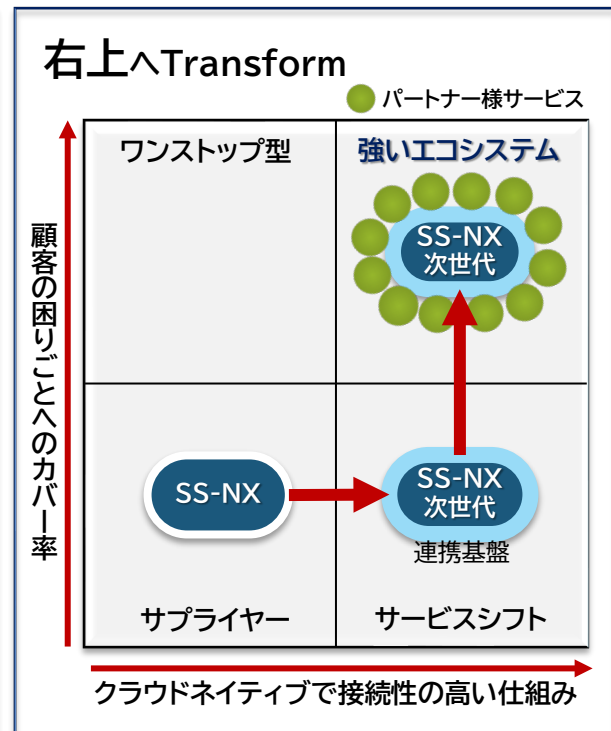 右上へTransform
パートナー様サービス
ワンストップ型
強いエコシステム
SS-NX
次世代
顧客の困りごとへのカバー率
SS-NX
SS-NX
次世代
連携基盤
サプライヤー
サービスシフト
クラウドネイティブで接続性の高い仕組み